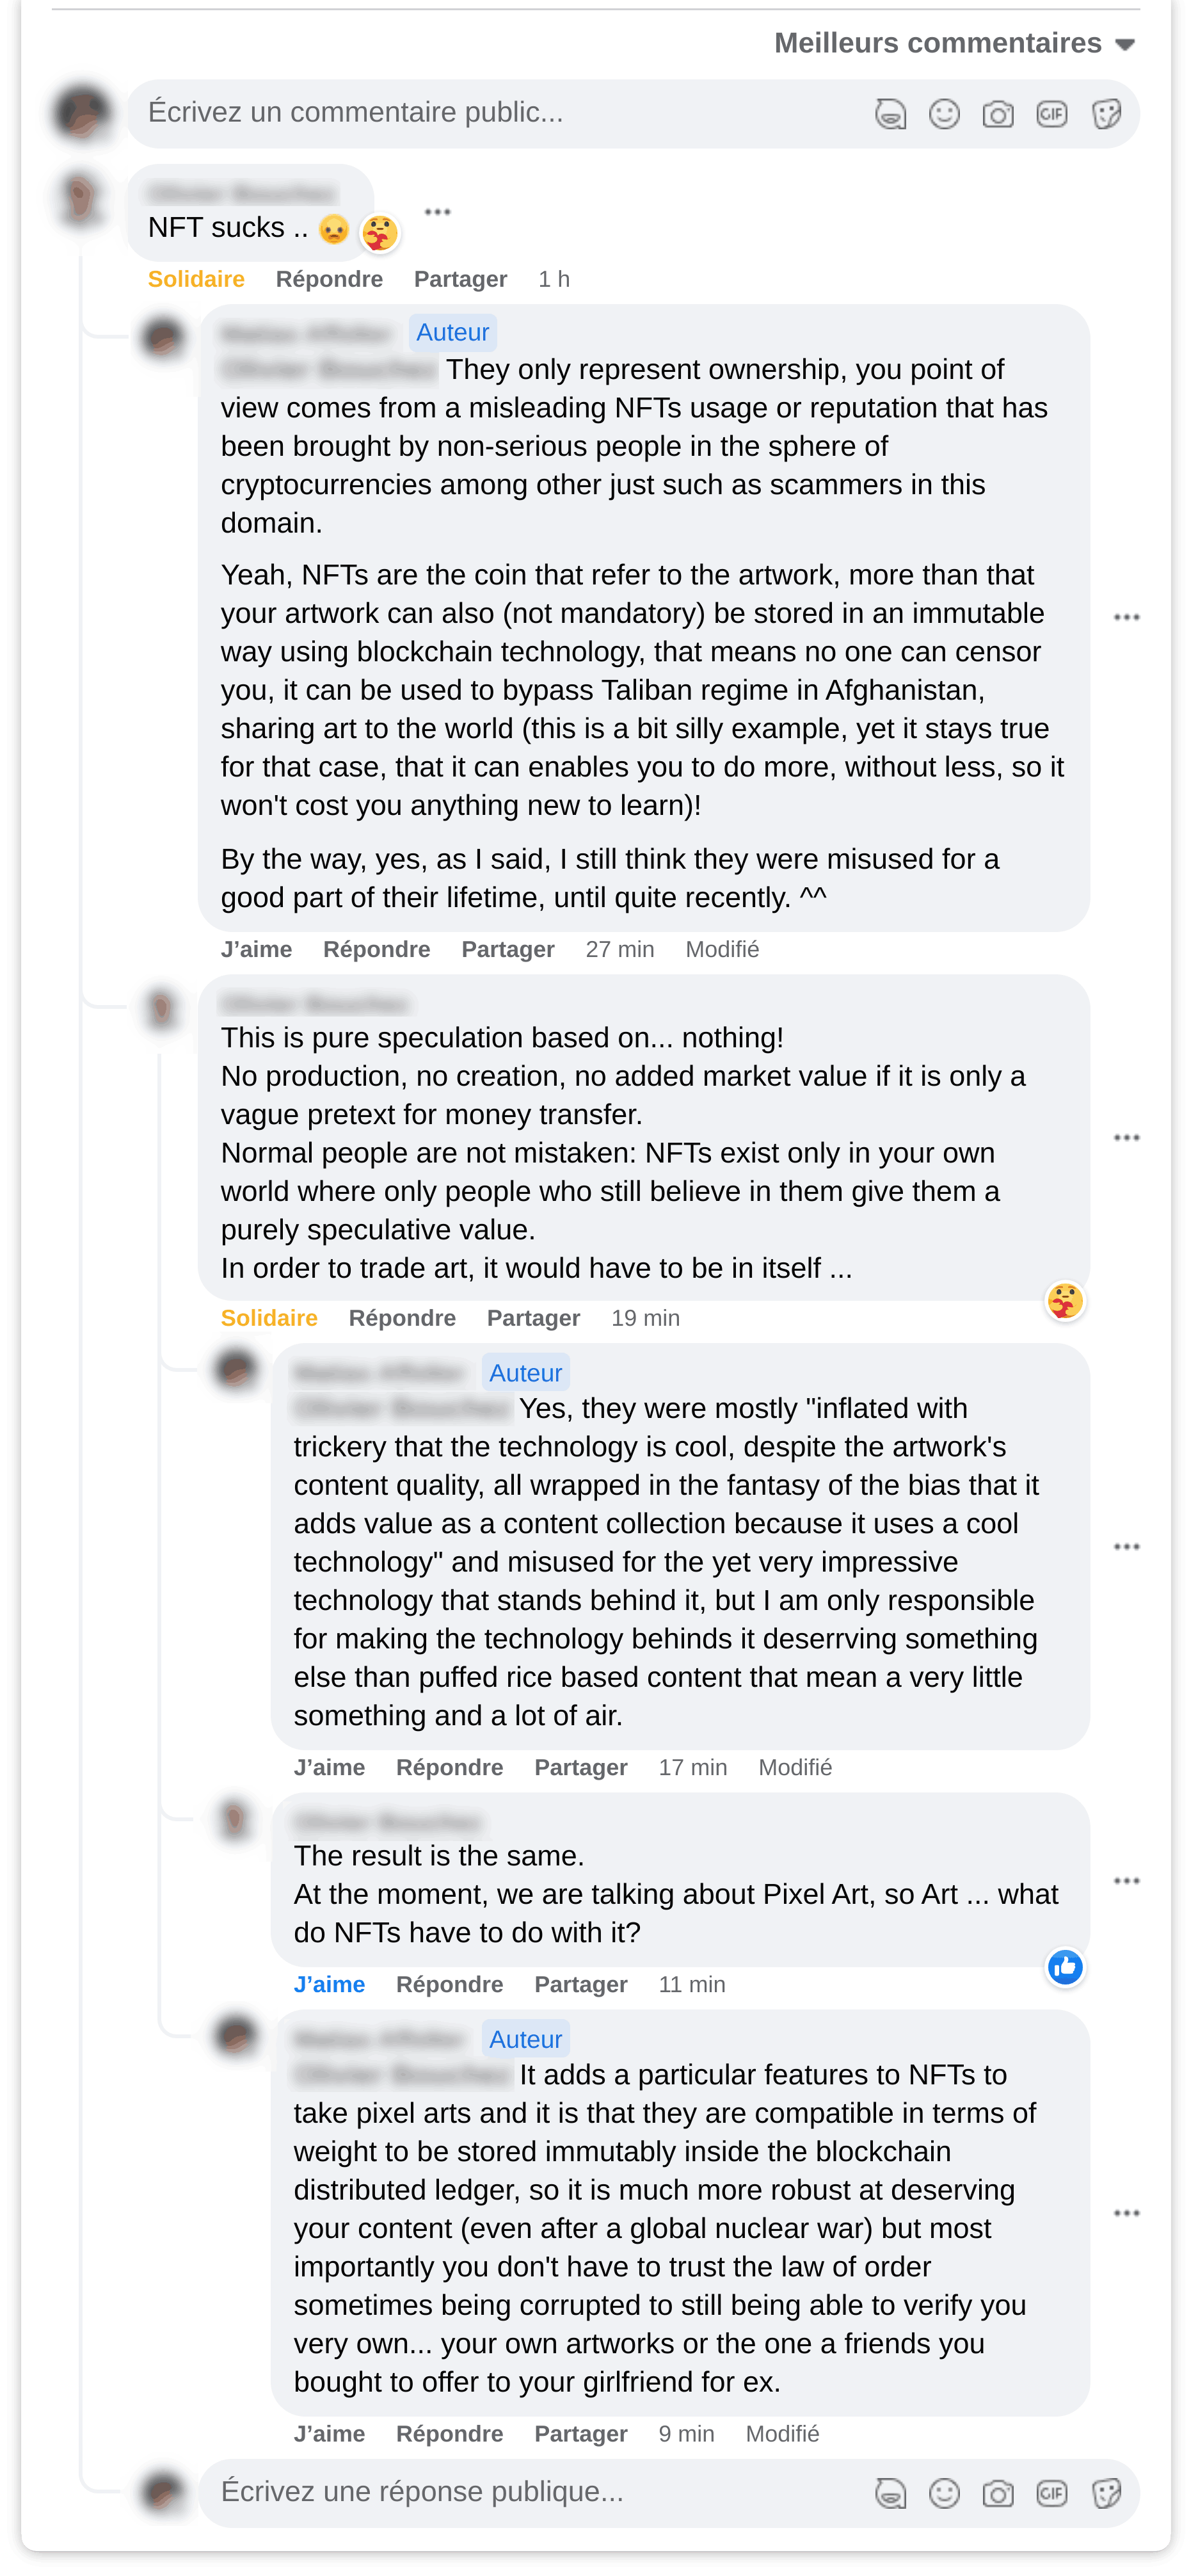 Meilleurs commentaires
Écrivez un commentaire public...
GIF
NFT sucks ..
Solidaire Répondre Partager 1 h
Auteur
They only represent ownership, you point of
view comes from a misleading NFTs usage or reputation that has
been brought by non-serious people in the sphere of
cryptocurrencies among other just such as scammers in this
domain.
Yeah, NFTs are the coin that refer to the artwork, more than that
your artwork can also (not mandatory) be stored in an immutable
way using blockchain technology, that means no one can censor
you, it can be used to bypass Taliban regime in Afghanistan,
sharing art to the world (this is a bit silly example, yet it stays true
for that case, that it can enables you to do more, without less, so it
won't cost you anything new to learn)!
By the way, yes, as I said, I still think they were misused for a
good part of their lifetime, until quite recently. ^^
J'aime Répondre Partager 27 min Modifié
This is pure speculation based on... nothing!
No production, no creation, no added market value if it is only a
vague pretext for money transfer.
Normal people are not mistaken: NFTs exist only in your own
world where only people who still believe in them give them a
purely speculative value.
In order to trade art, it would have to be in itself ...
Solidaire Répondre Partager 19 min
Auteur
Yes, they were mostly "inflated with
trickery that the technology is cool, despite the artwork's
content quality, all wrapped in the fantasy of the bias that it
adds value as a content collection because it uses a cool
technology" and misused for the yet very impressive
technology that stands behind it, but I am only responsible
for making the technology behinds it deserrving something
else than puffed rice based content that mean a very little
something and a lot of air.
J'aime Répondre Partager 17 min Modifié
The result is the same.
At the moment, we are talking about Pixel Art, so Art ... what
do NFTs have to do with it?
J'aime Répondre Partager 11 min
Auteur
It adds a particular features to NFTs to
take pixel arts and it is that they are compatible in terms of
weight to be stored immutably inside the blockchain
distributed ledger, so it is much more robust at deserving
your content (even after a global nuclear war) but most
importantly you don't have to trust the law of order
sometimes being corrupted to still being able to verify you
very own... your own artworks or the one a friends you
bought to offer to your girlfriend for ex.
J'aime Répondre Partager 9 min Modifié
Écrivez une réponse publique...
GIF